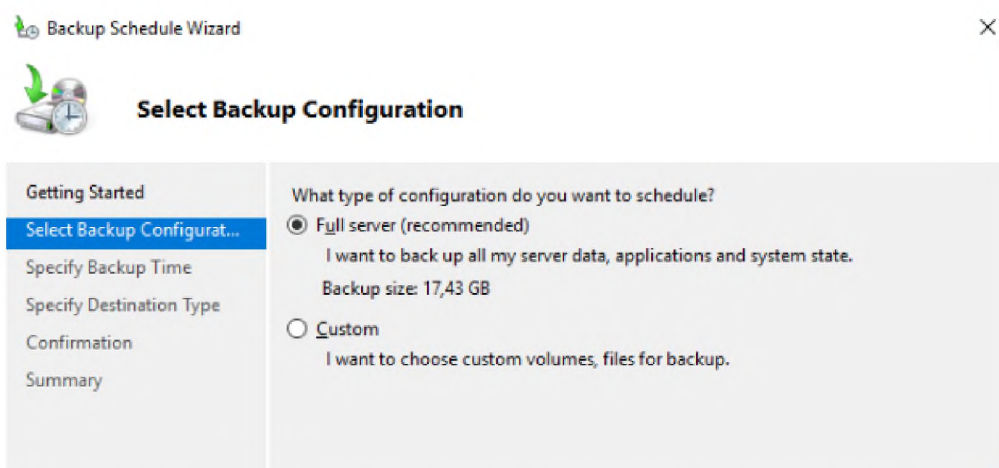 Backup Schedule Wizard
Select Backup Configuration
Getting Started
Select Backup Configurat...
Specify Backup Time
Specify Destination Type
Confirmation
Summary
What type of configuration do you want to schedule?
Full server (recommended)
I want to back up all my server data, applications and system state.
Backup size: 17,43 GB
Custom
I want to choose custom volumes, files for backup.